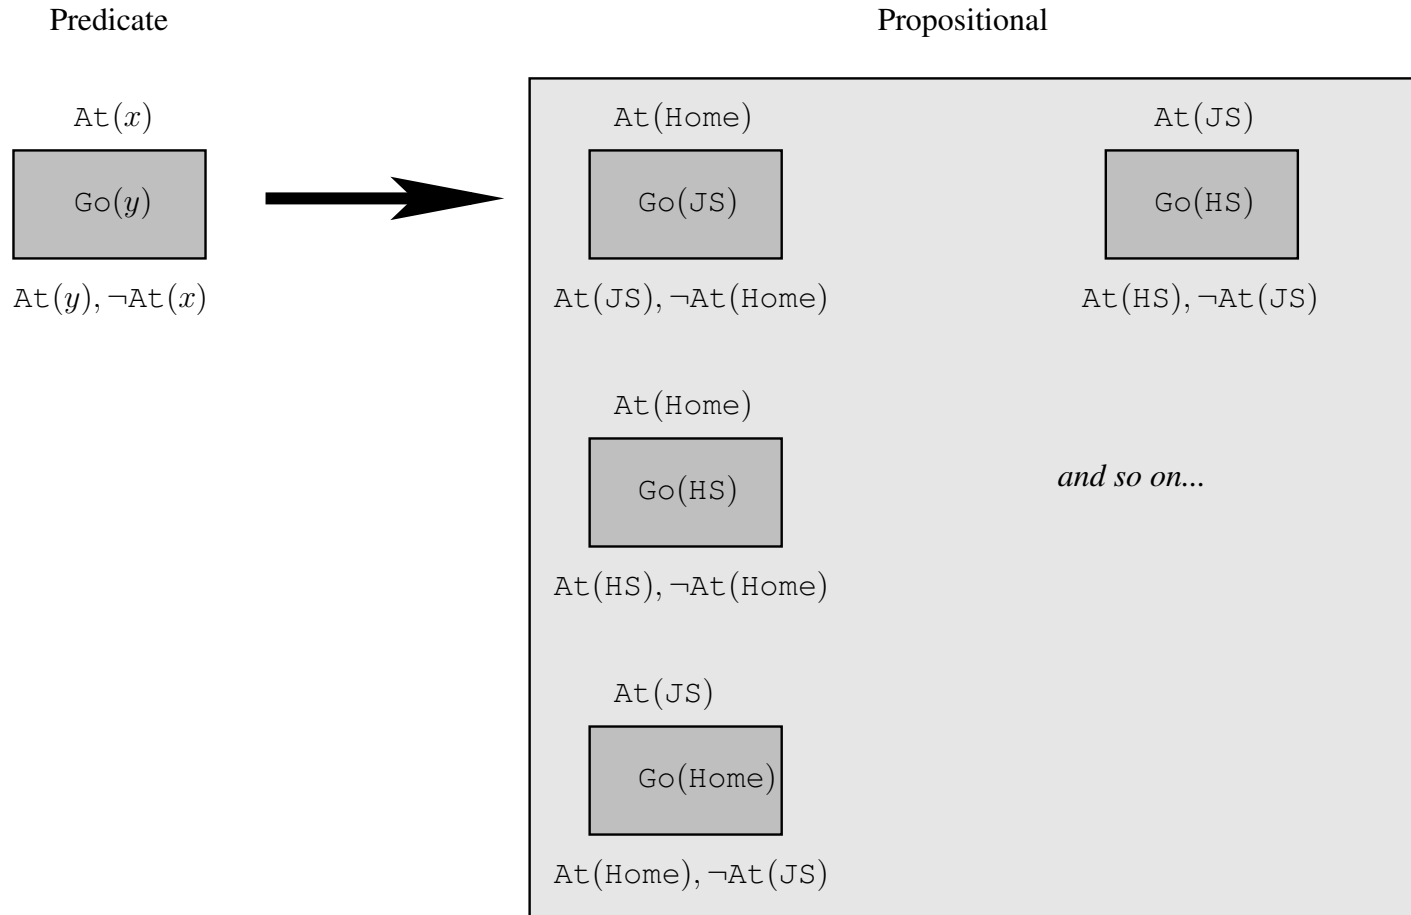 Predicate
Propositional
At(x)
Go(y)
At(y), ¬At(x)
At(Home)
Go(JS)
At(JS), ¬At(Home)
At(JS)
Go(HS)
At(HS), ¬At(JS)
At(Home)
Go(HS)
At(HS), ¬At(Home)
and so on...
At(JS)
Go(Home)
At(Home), ¬At(JS)